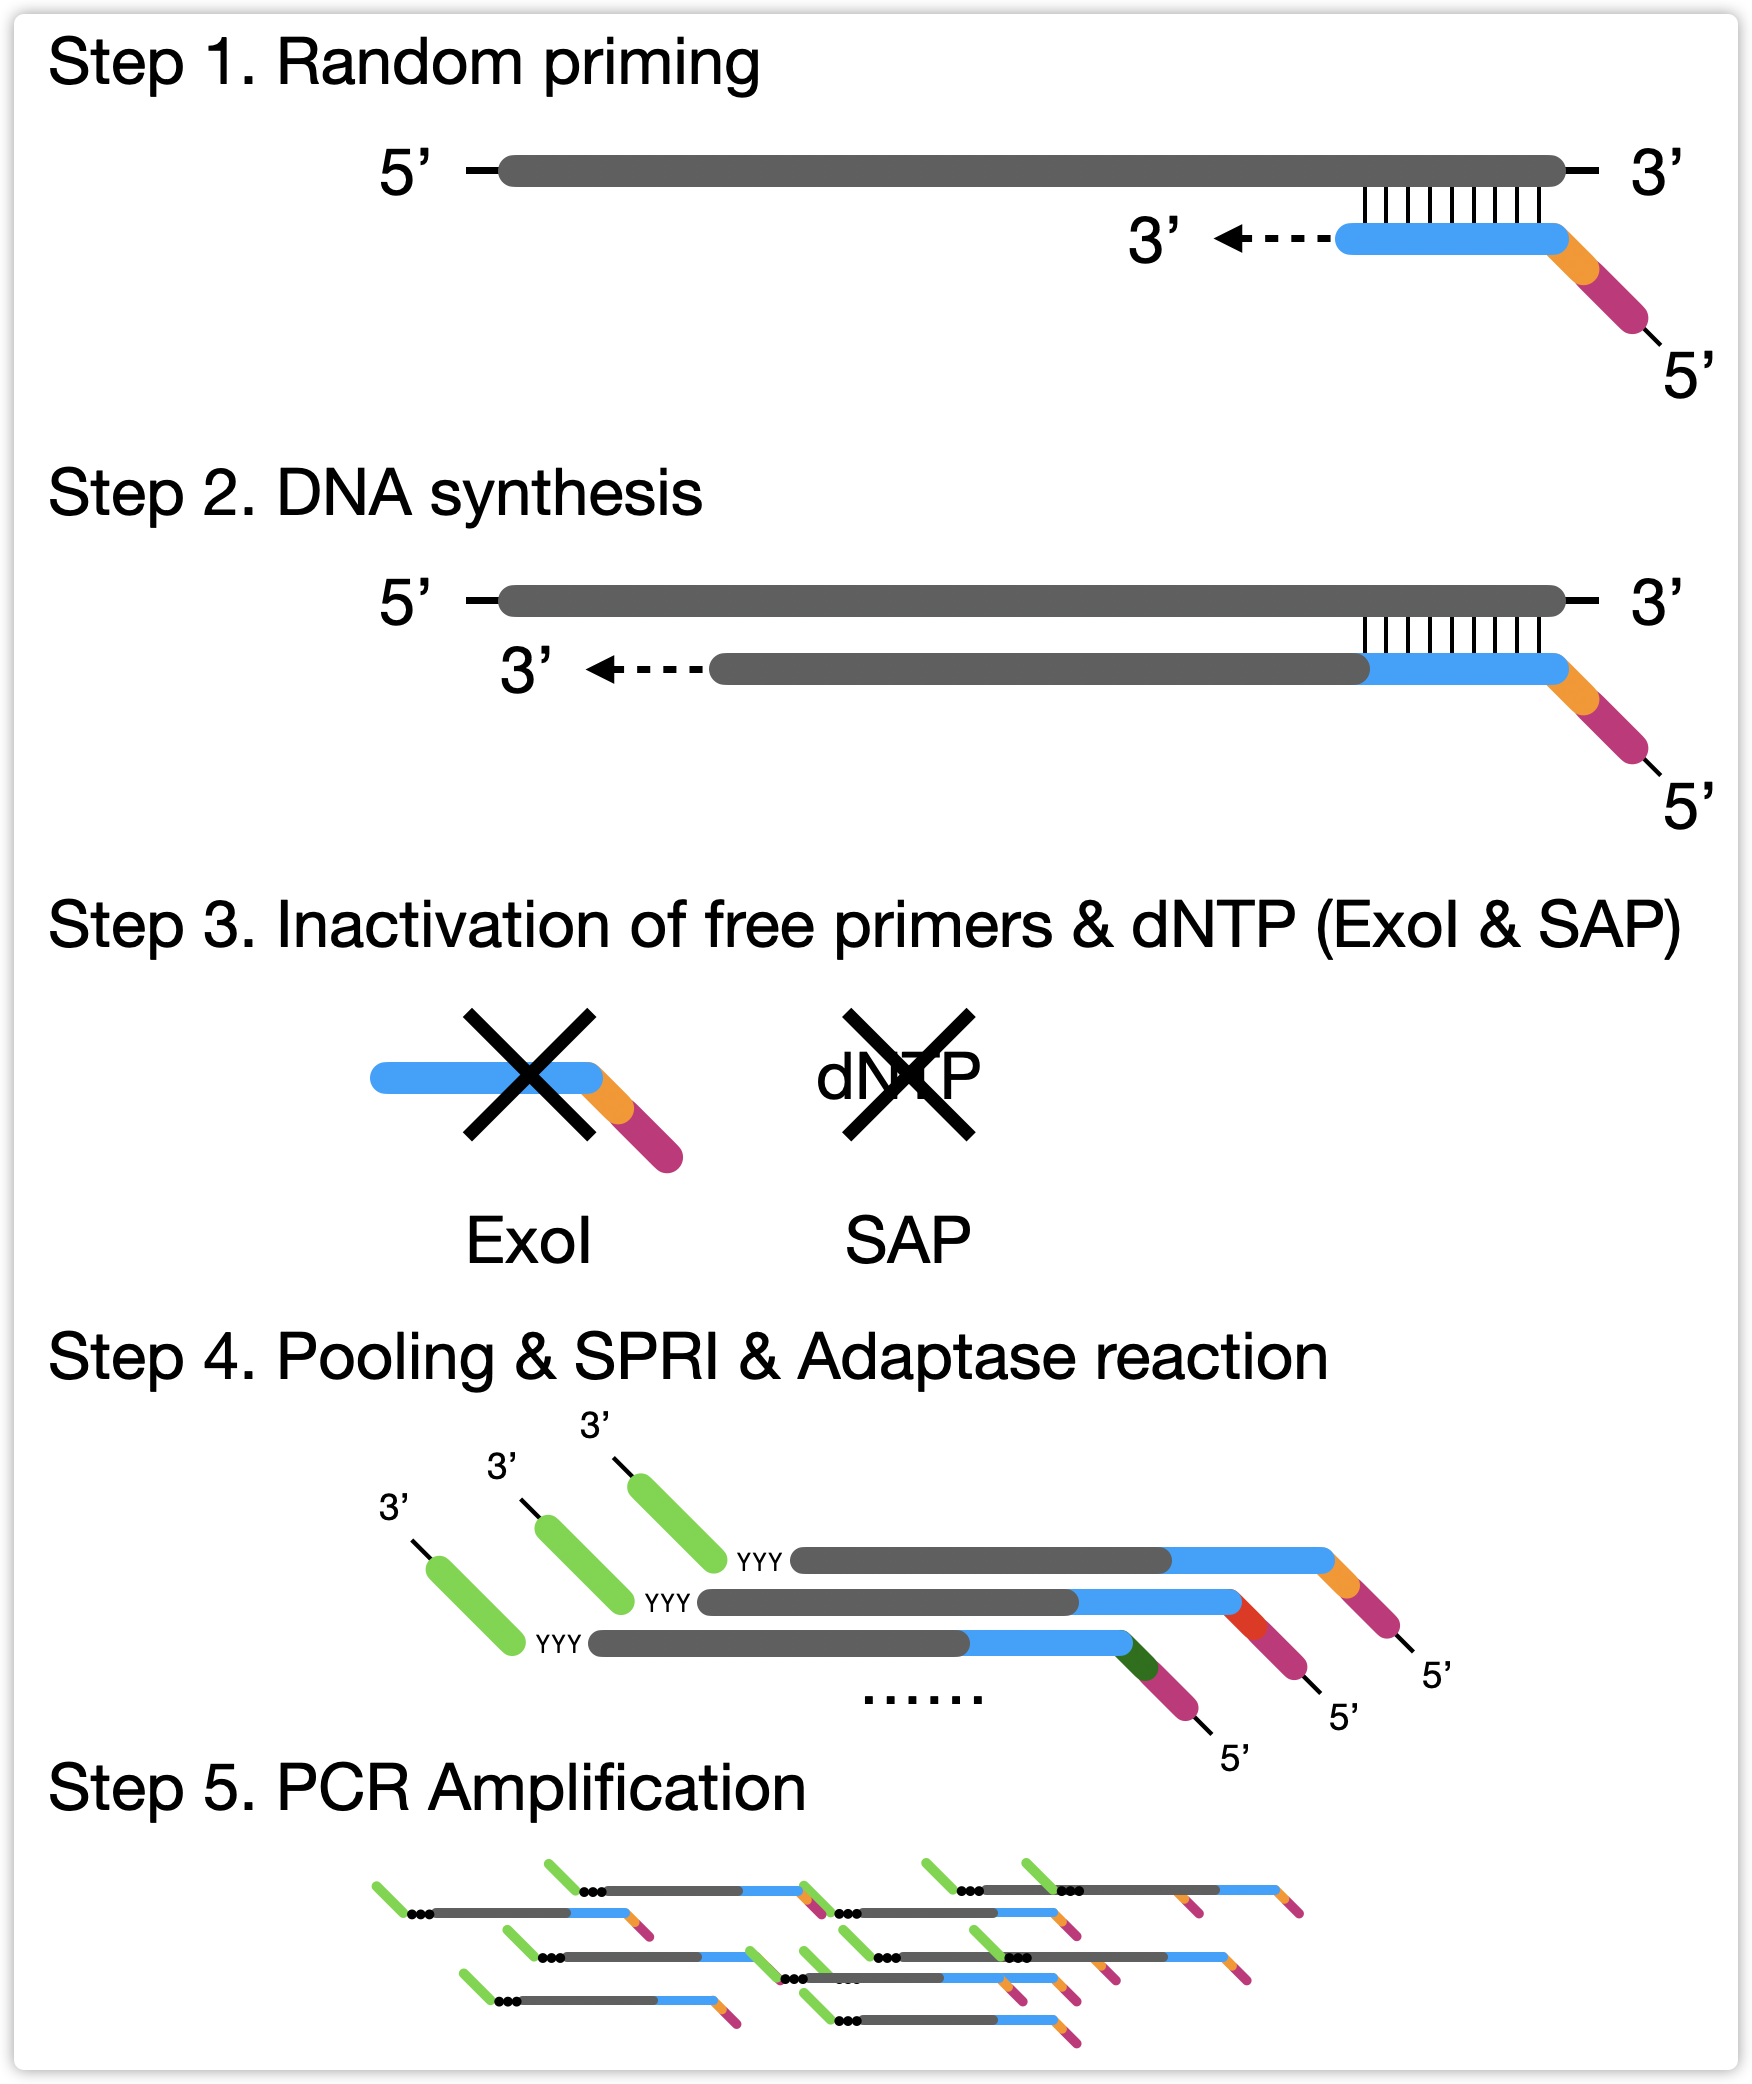 Step 1. Random priming
5’ 3’
3’
5’
Step 2. DNA synthesis
5’ 3’
3’
5’
Step 3. Inactivation of free primers & dNTP (ExoI & SAP)
dNTP
ExoI SAP
Step 4. Pooling & SPRI & Adaptase reaction
3’
3’
3’
YYY
YYY
YYY
......
5’
5’
5’
Step 5. PCR Amplification